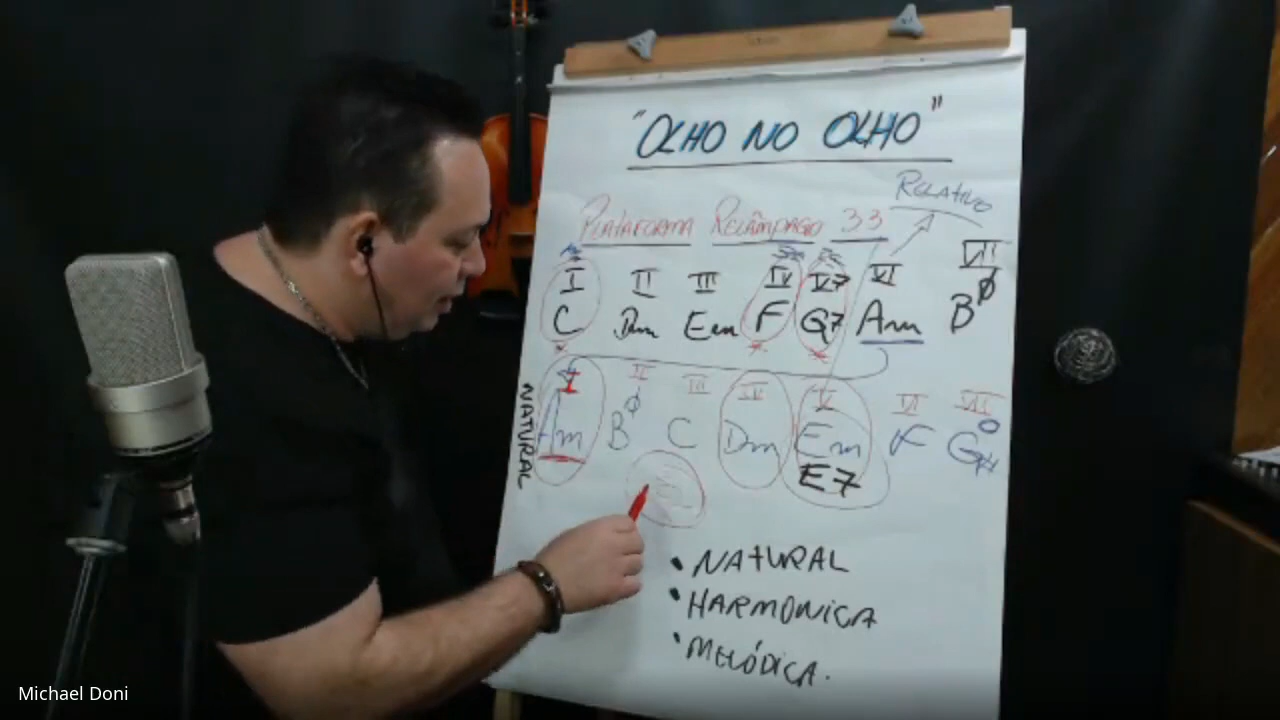 "OLHO NO OLHO"
RELATIVO
PLATAFORMA RELÂMPAGO 33
I II III IV V7 VI VII
C Dm Em F G7 Am Bø
NATURAL
I II III IV V VI VII
Am Bø C Dm Em F G#°
E7
• NATURAL
• HARMONICA
• MELÓDICA.
Michael Doni